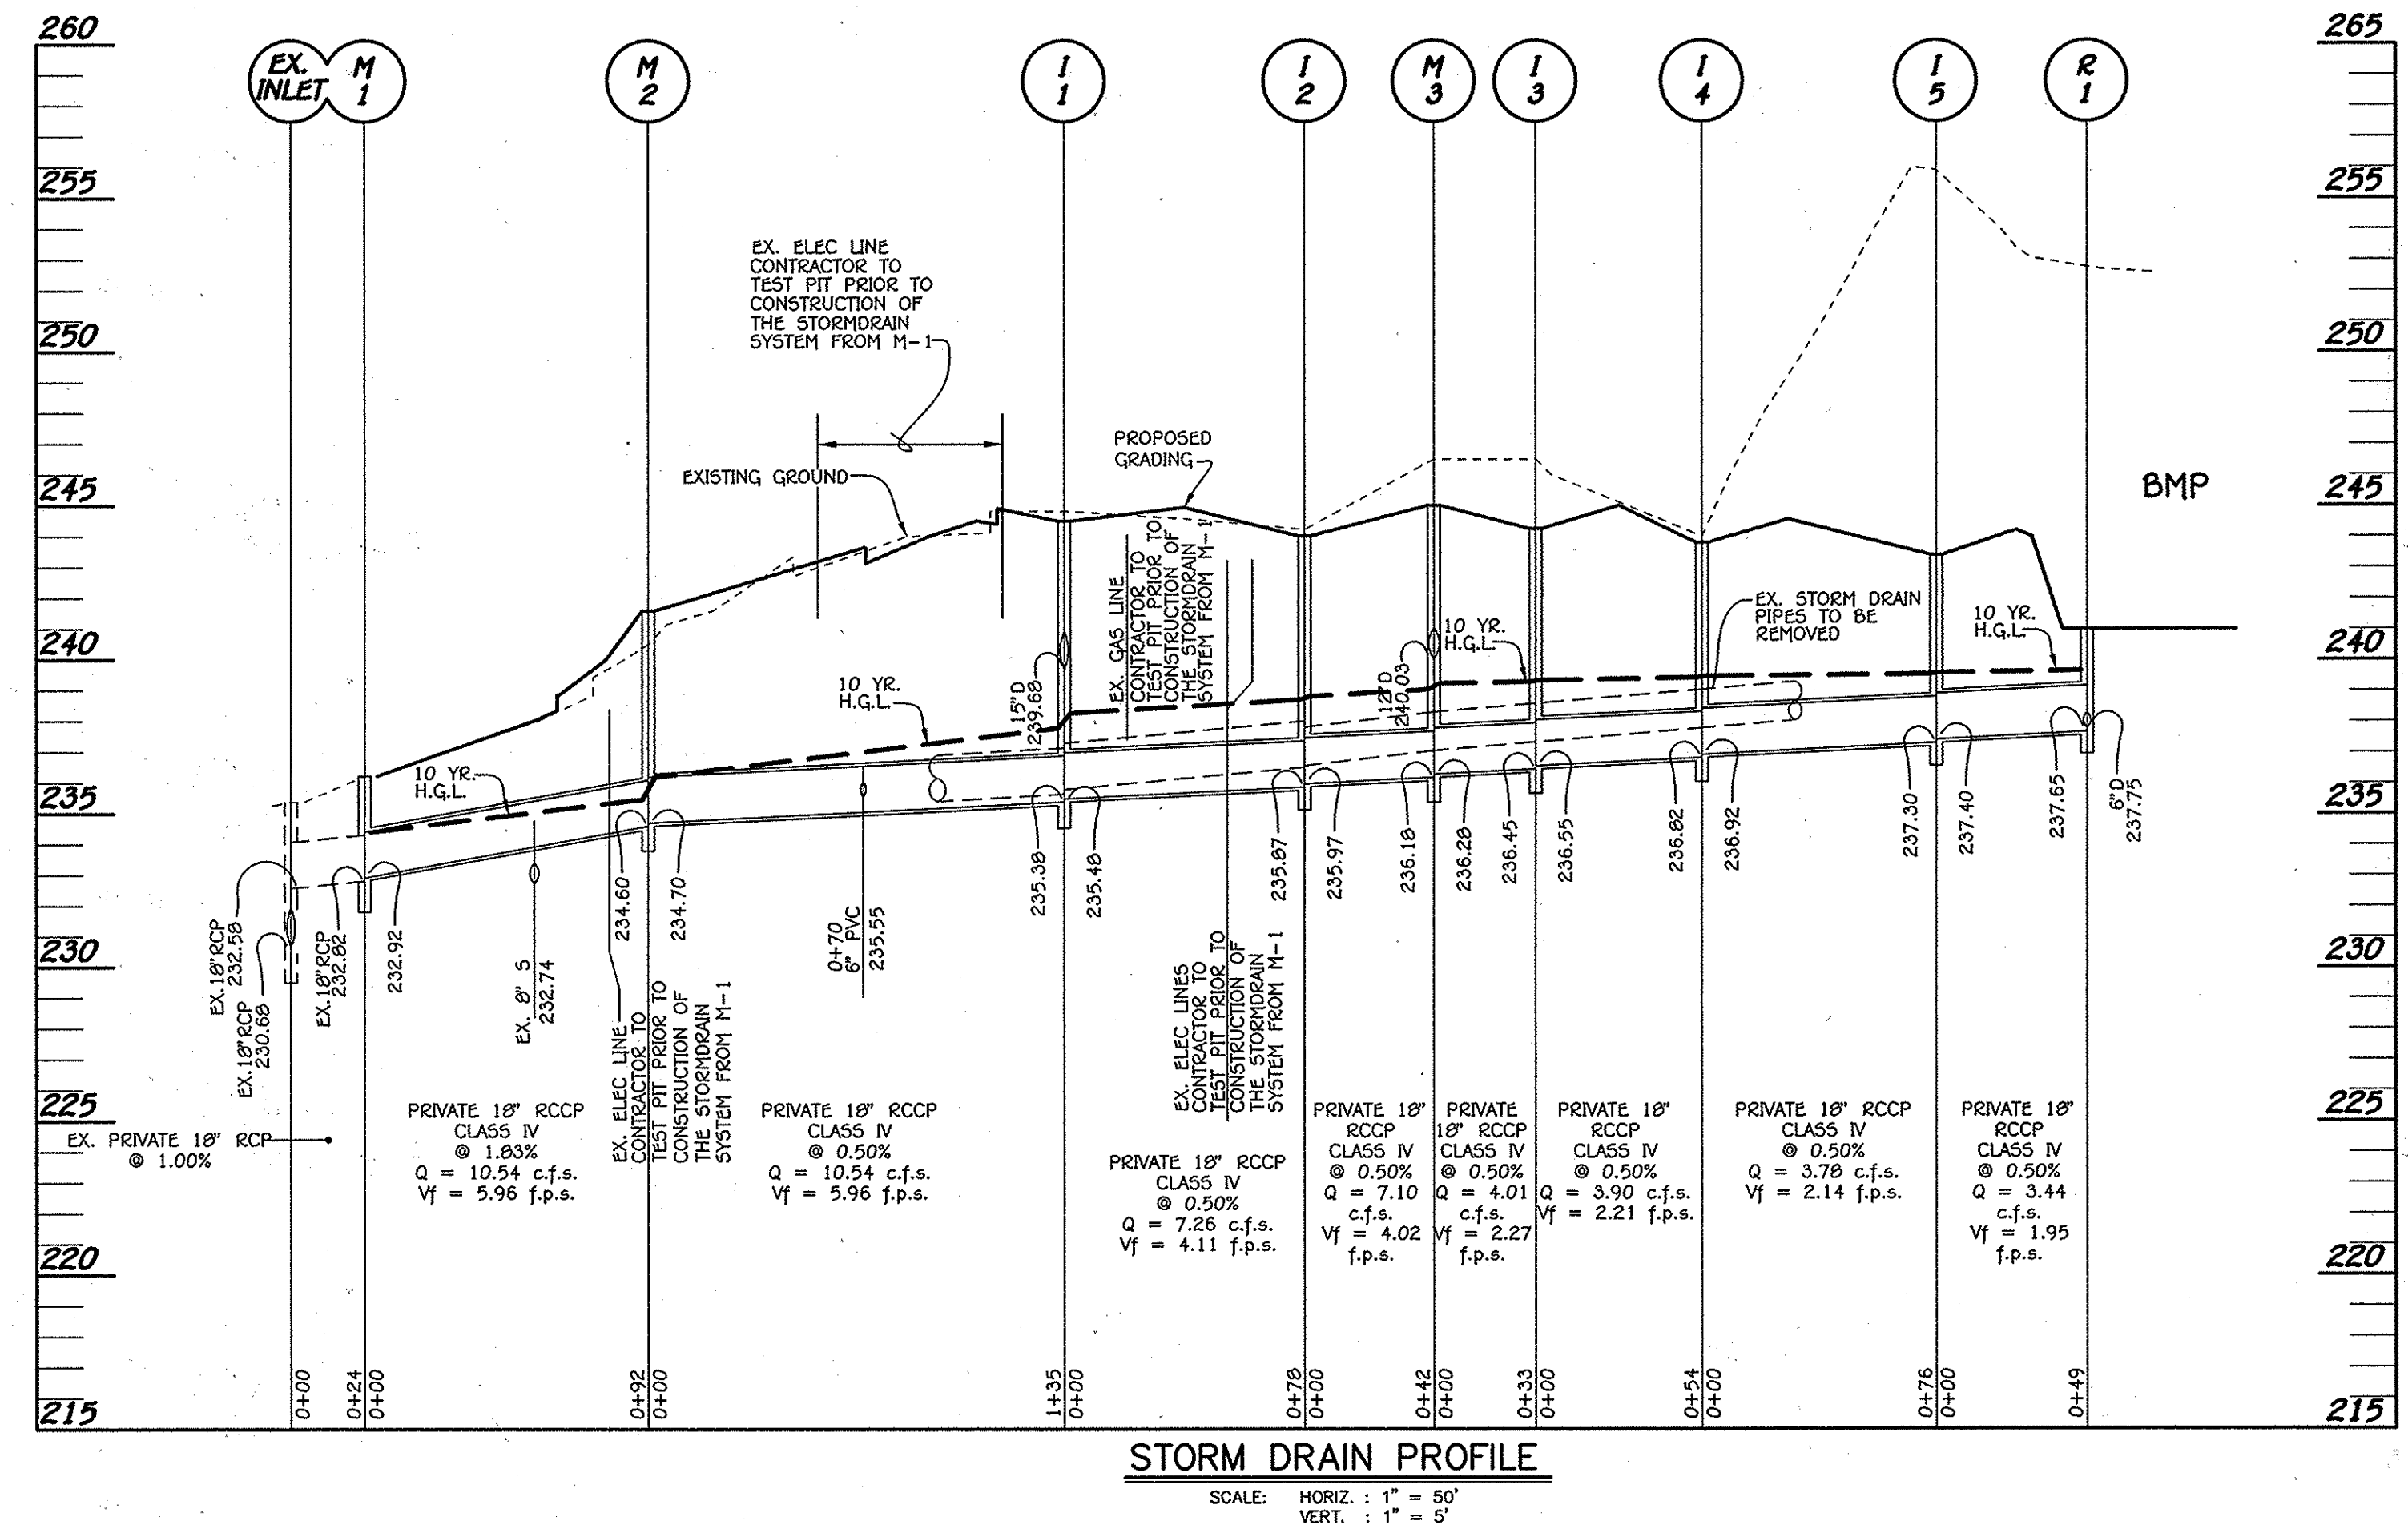 260
265
EX.
INLET
M
1
M
2
I
1
I
2
M
3
I
3
I
4
I
5
R
1
255
255
EX. ELEC LINE
CONTRACTOR TO
TEST PIT PRIOR TO
CONSTRUCTION OF
THE STORMDRAIN
SYSTEM FROM M-1
250
250
PROPOSED
GRADING
EXISTING GROUND
245
245
BMP
EX. GAS LINE
CONTRACTOR TO
TEST PIT PRIOR TO
CONSTRUCTION OF
THE STORMDRAIN
SYSTEM FROM M-1
EX. STORM DRAIN
PIPES TO BE
REMOVED
10 YR.
H.G.L.
10 YR.
H.G.L.
240
240
10 YR.
H.G.L.
15"D
239.68
12"D
240.03
10 YR.
H.G.L.
235
235
EX.18"RCP
232.58
EX.18"RCP
230.68
EX.18"RCP
232.82
232.92
EX. 8" S
232.74
234.60
234.70
0+70
6" PVC
235.55
235.38
235.48
235.87
235.97
236.18
236.28
236.45
236.55
236.82
236.92
237.30
237.40
237.65
6"D
237.75
230
230
EX. ELEC LINE
CONTRACTOR TO
TEST PIT PRIOR TO
CONSTRUCTION OF
THE STORMDRAIN
SYSTEM FROM M-1
EX. ELEC LINES
CONTRACTOR TO
TEST PIT PRIOR TO
CONSTRUCTION OF
THE STORMDRAIN
SYSTEM FROM M-1
225
225
EX. PRIVATE 18" RCP
@ 1.00%
PRIVATE 18" RCCP
CLASS IV
@ 1.83%
Q = 10.54 c.f.s.
Vf = 5.96 f.p.s.
PRIVATE 18" RCCP
CLASS IV
@ 0.50%
Q = 10.54 c.f.s.
Vf = 5.96 f.p.s.
PRIVATE 18" RCCP
CLASS IV
@ 0.50%
Q = 7.26 c.f.s.
Vf = 4.11 f.p.s.
PRIVATE 18"
RCCP
CLASS IV
@ 0.50%
Q = 7.10
c.f.s.
Vf = 4.02
f.p.s.
PRIVATE
18" RCCP
CLASS IV
@ 0.50%
Q = 4.01
c.f.s.
Vf = 2.27
f.p.s.
PRIVATE 18"
RCCP
CLASS IV
@ 0.50%
Q = 3.90 c.f.s.
Vf = 2.21 f.p.s.
PRIVATE 18" RCCP
CLASS IV
@ 0.50%
Q = 3.78 c.f.s.
Vf = 2.14 f.p.s.
PRIVATE 18"
RCCP
CLASS IV
@ 0.50%
Q = 3.44
c.f.s.
Vf = 1.95
f.p.s.
220
220
0+00
0+24
0+00
0+92
0+00
1+35
0+00
0+78
0+00
0+42
0+00
0+33
0+00
0+54
0+00
0+76
0+00
0+49
215
215
STORM DRAIN PROFILE
SCALE: HORIZ. : 1" = 50'
VERT. : 1" = 5'